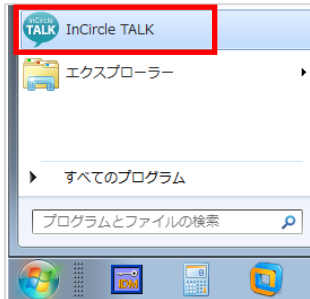 InCircle
TALK
InCircle TALK
エクスプローラー
すべてのプログラム
プログラムとファイルの検索
IDM